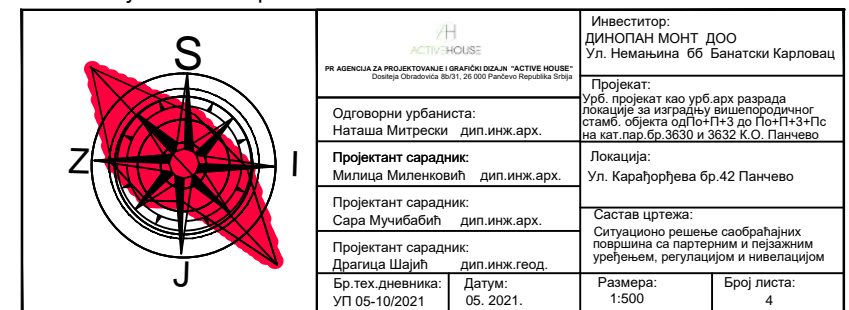 S
Z
I
J
ACTIVEHOUSE
PR AGENCIJA ZA PROJEKTOVANJE I GRAFIČKI DIZAJN "ACTIVE HOUSE"
Dositeja Obradovića 8b/31, 26 000 Pančevo Republika Srbija
Одговорни урбаниста:
Наташа Митрески дип.инж.арх.
Пројектант сарадник:
Милица Миленковић дип.инж.арх.
Пројектант сарадник:
Сара Мучибабић дип.инж.арх.
Пројектант сарадник:
Драгица Шајић дип.инж.геод.
Бр.тех.дневника:
УП 05-10/2021
Датум:
05. 2021.
Инвеститор:
ДИНОПАН МОНТ ДОО
Ул. Немањина бб Банатски Карловац
Пројекат:
Урб. пројекат као урб.арх разрада
локације за изградњу вишепородичног
стамб. објекта одПо+П+3 до По+П+3+Пс
на кат.пар.бр.3630 и 3632 К.О. Панчево
Локација:
Ул. Карађорђева бр.42 Панчево
Састав цртежа:
Ситуационо решење саобраћајних
површина са партерним и пејзажним
уређењем, регулацијом и нивелацијом
Размера:
1:500
Број листа:
4